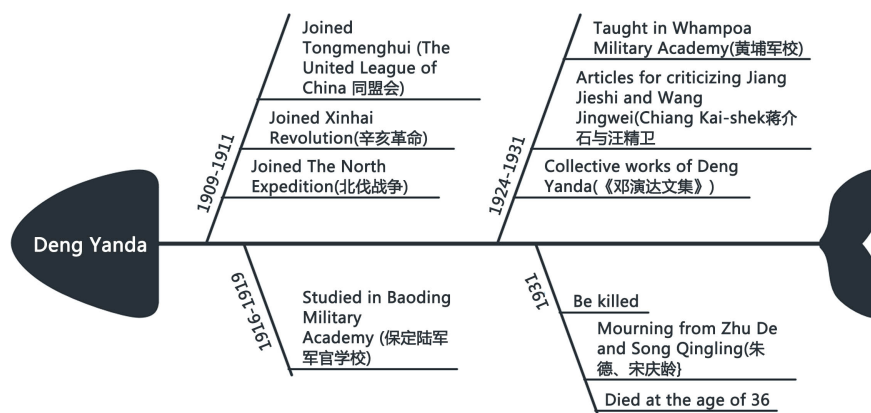 Deng Yanda
1909-1911
Joined
Tongmenghui (The
United League of
China 同盟会)
Joined Xinhai
Revolution(辛亥革命)
Joined The North
Expedition(北伐战争)
1916-1919
Studied in Baoding
Military
Academy (保定陆军
军官学校)
1924-1931
Taught in Whampoa
Military Academy(黄埔军校)
Articles for criticizing Jiang
Jieshi and Wang
Jingwei(Chiang Kai-shek蒋介
石与汪精卫
Collective works of Deng
Yanda(《邓演达文集》)
1931
Be killed
Mourning from Zhu De
and Song Qingling(朱
德、宋庆龄}
Died at the age of 36